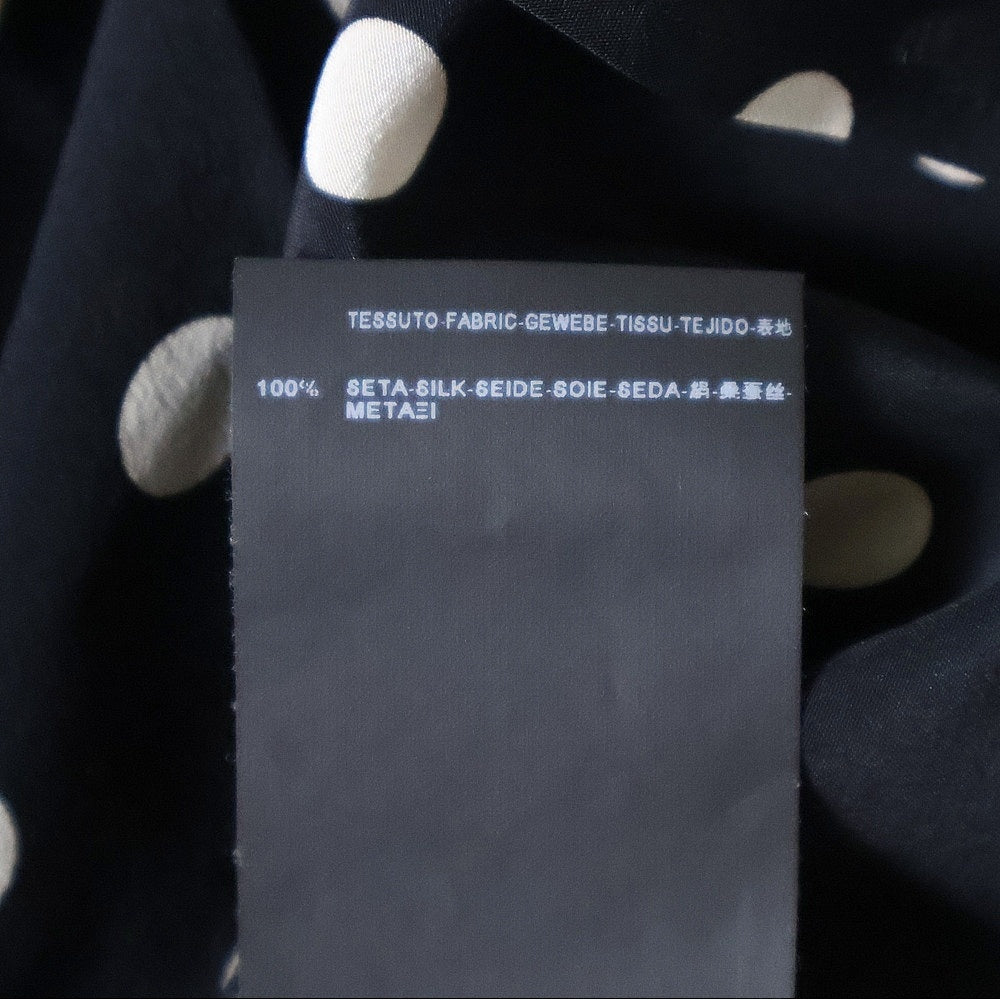 TESSUTO-FABRIC-GEWEBE-TISSU-TEJIDO-表地
100% SETA-SILK-SEIDE-SOIE-SEDA-絹-桑蚕丝-
METAΞI